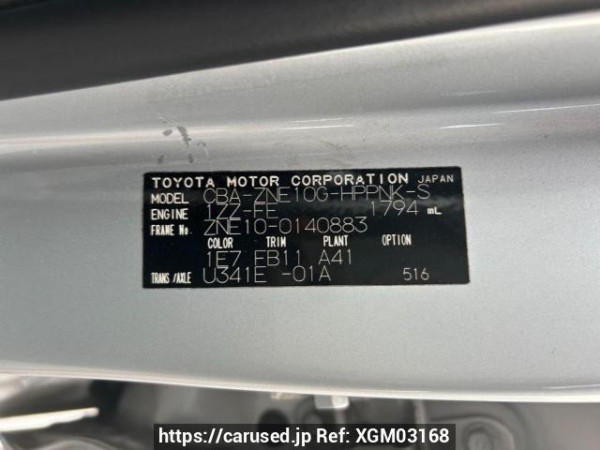 TOYOTA MOTOR CORPORATION JAPAN
MODEL CBA-ZNE10G-HPPNK-S
ENGINE 1ZZ-FE 1794 mL
FRAME No. ZNE10-0140883
COLOR TRIM PLANT OPTION
1E7 FB11 A41
TRANS/AXLE U341E -01A 516
https://carused.jp Ref: XGM03168